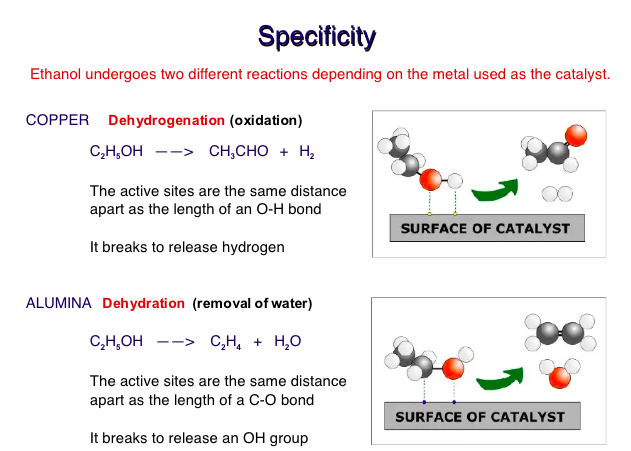 Specificity
Ethanol undergoes two different reactions depending on the metal used as the catalyst.
COPPER Dehydrogenation (oxidation)
C₂H₅OH ——> CH₃CHO + H₂
The active sites are the same distance
apart as the length of an O-H bond
It breaks to release hydrogen
SURFACE OF CATALYST
ALUMINA Dehydration (removal of water)
C₂H₅OH ——> C₂H₄ + H₂O
The active sites are the same distance
apart as the length of a C-O bond
It breaks to release an OH group
SURFACE OF CATALYST